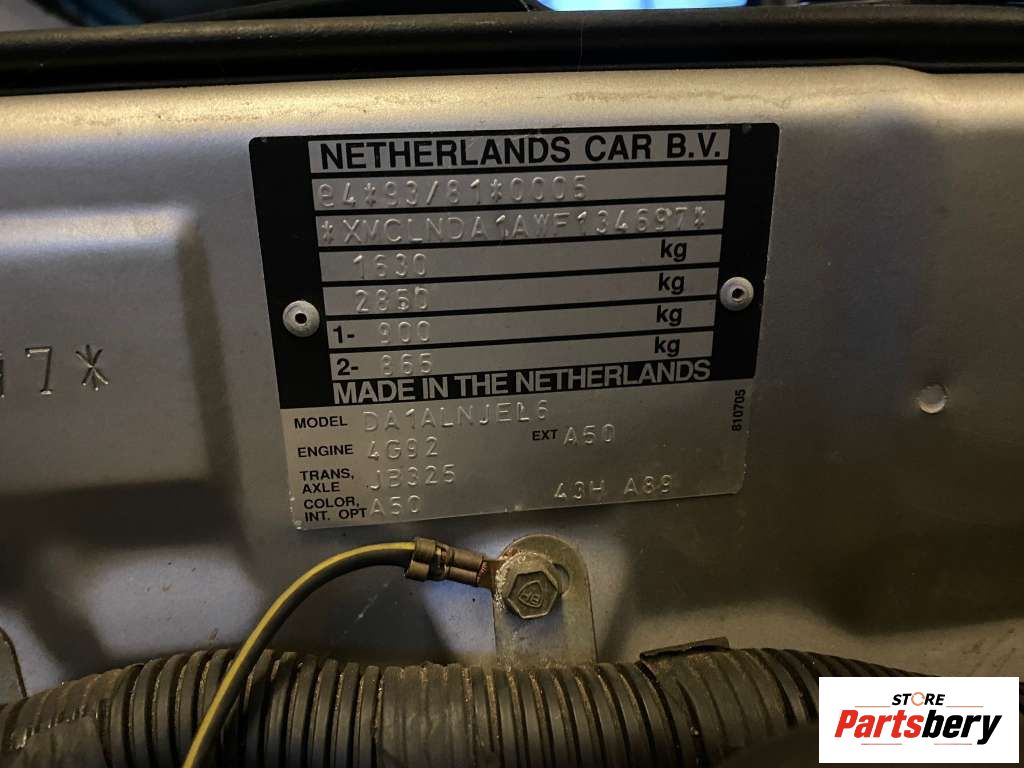 NETHERLANDS CAR B.V.
e4*93/81*0005
*XMCLNDA1AWF134697*
1630 kg
2850 kg
1- 900 kg
2- 865 kg
MADE IN THE NETHERLANDS
MODEL DA1ALNJEL6
ENGINE 4G92 EXT A50
TRANS, AXLE JB325
COLOR, INT. OPT A50 43H A89
810705
7*
STORE
Partsbery